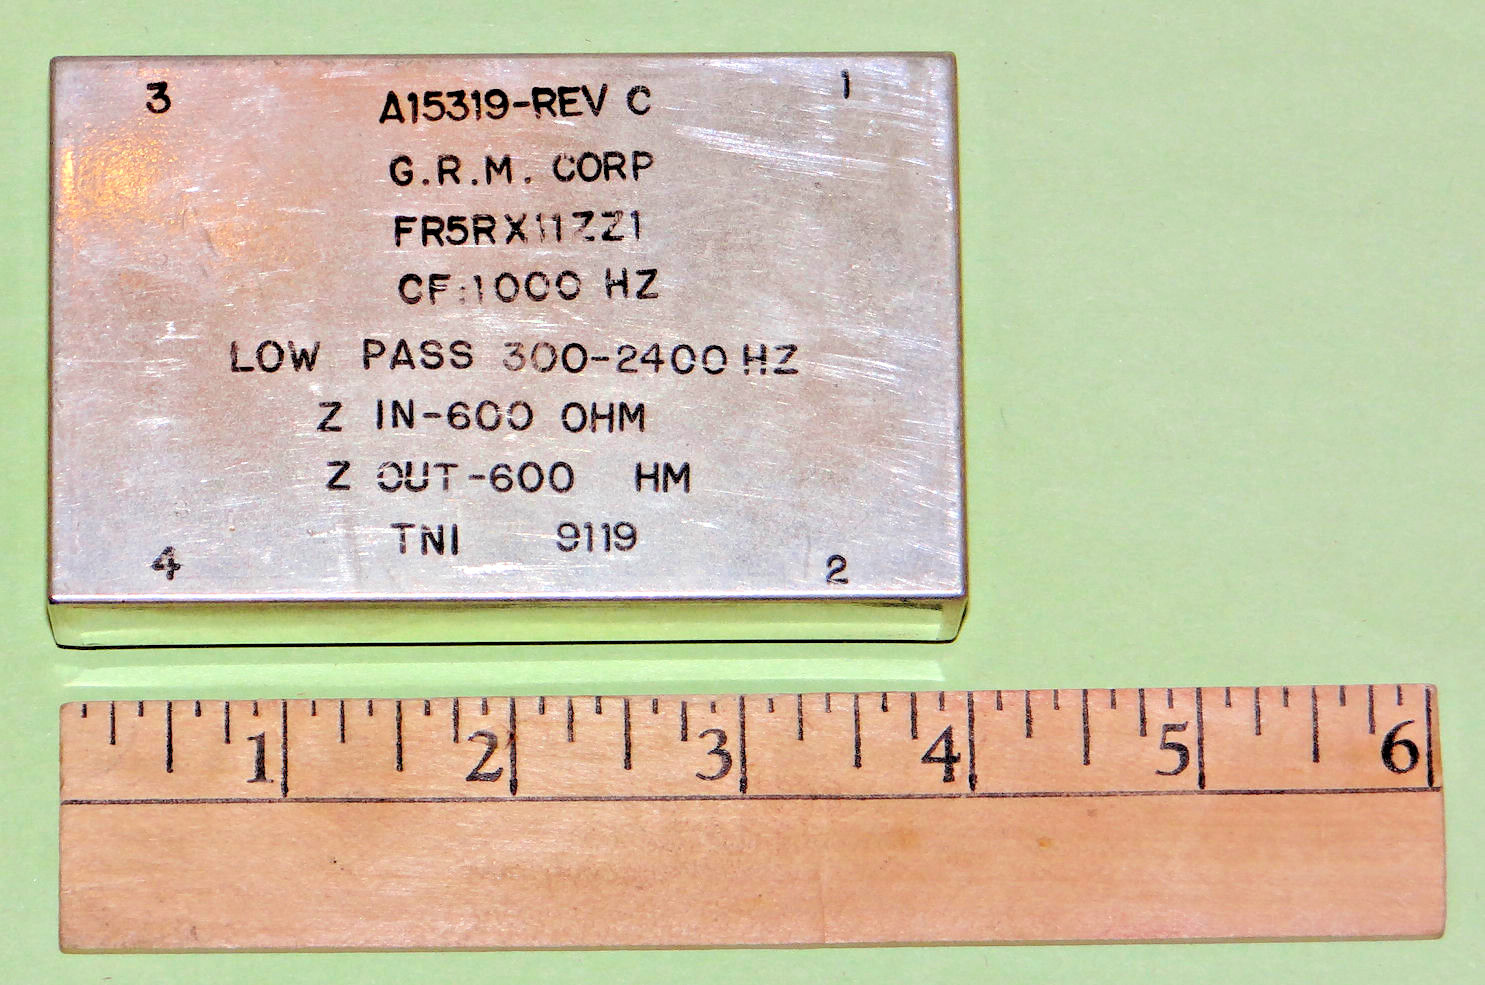 3 A15319-REV C 1
G.R.M. CORP
FR5RX11ZZ1
CF:1000 HZ
LOW PASS 300-2400 HZ
Z IN-600 OHM
Z OUT-600 HM
TNI 9119
4 2
1 2 3 4 5 6